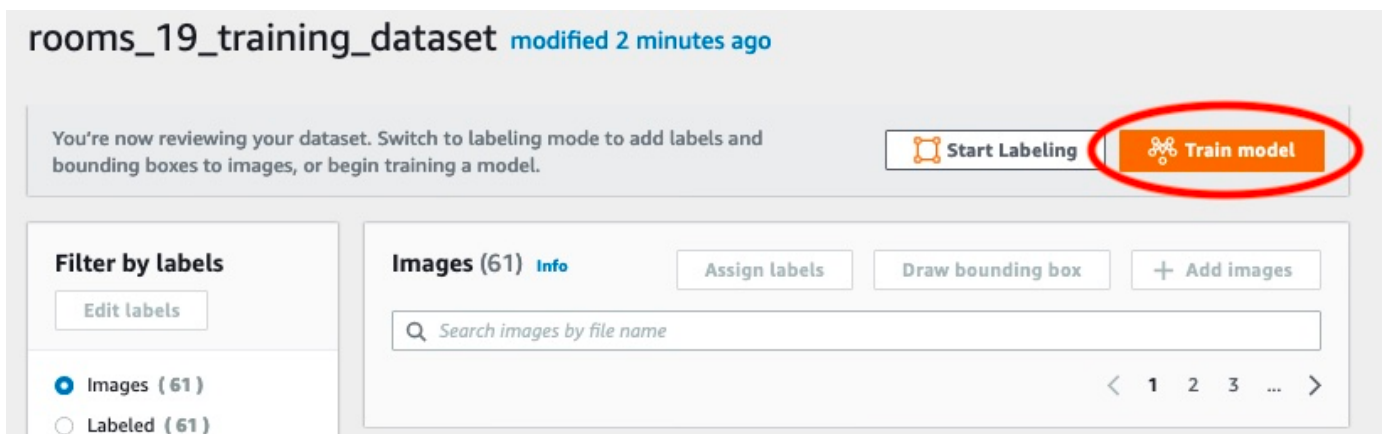 rooms_19_training_dataset modified 2 minutes ago
You're now reviewing your dataset. Switch to labeling mode to add labels and
bounding boxes to images, or begin training a model.
Start Labeling
Train model
Filter by labels
Edit labels
Images (61)
Labeled (61)
Images (61) Info
Assign labels
Draw bounding box
+ Add images
Search images by file name
< 1 2 3 ... >